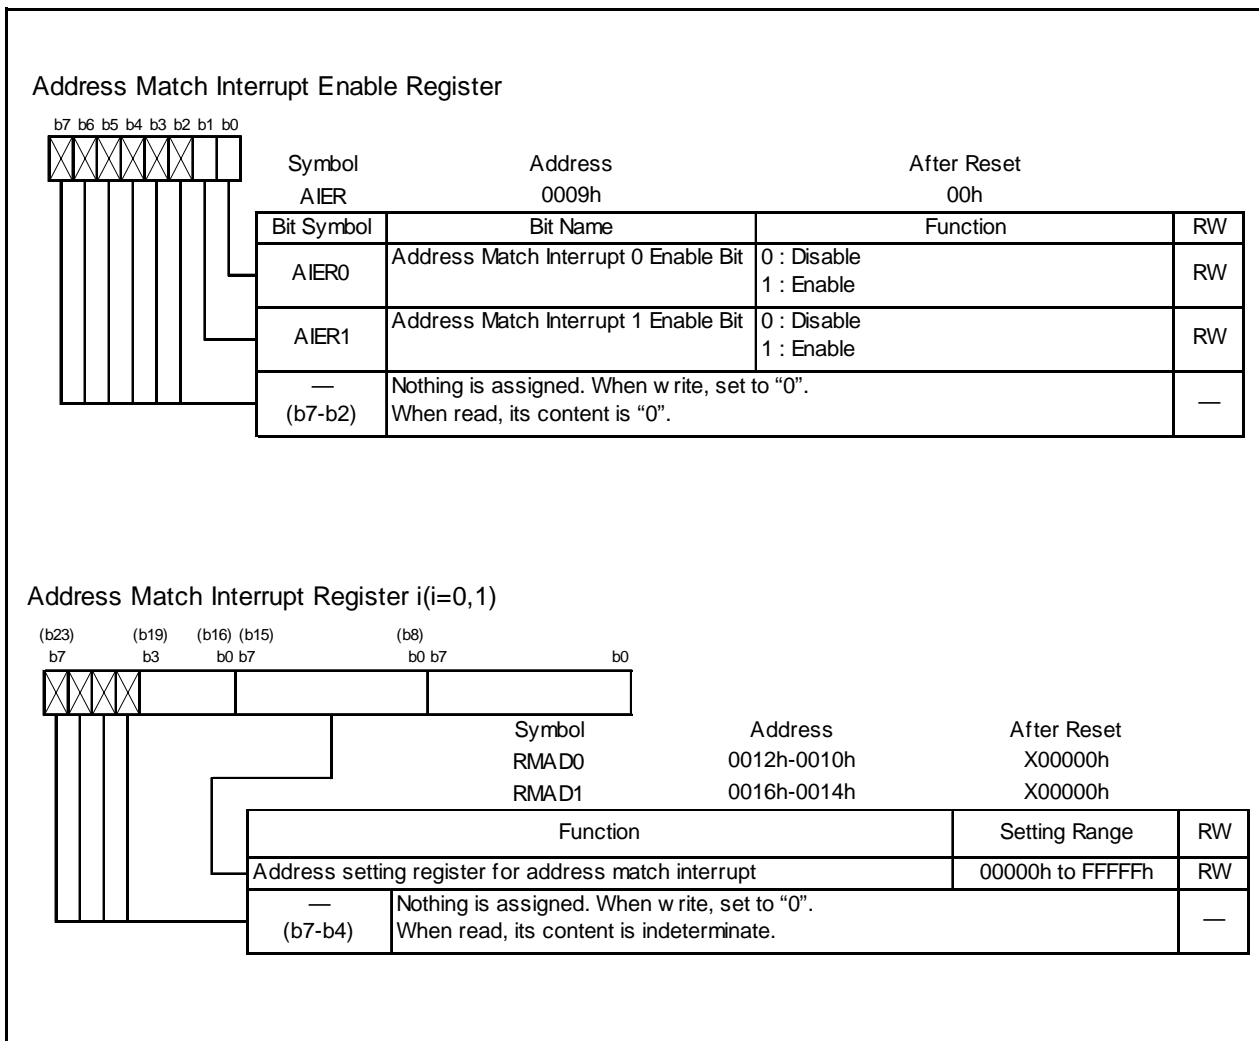 Address Match Interrupt Enable Register
b7 b6 b5 b4 b3 b2 b1 b0
Symbol Address After Reset
AIER 0009h 00h
Bit Symbol Bit Name Function RW
AIER0 Address Match Interrupt 0 Enable Bit 0 : Disable RW
1 : Enable
AIER1 Address Match Interrupt 1 Enable Bit 0 : Disable RW
1 : Enable
— Nothing is assigned. When write, set to “0”. —
(b7-b2) When read, its content is “0”.
Address Match Interrupt Register i(i=0,1)
(b23) (b19) (b16) (b15) (b8)
b7 b3 b0 b7 b0 b7 b0
Symbol Address After Reset
RMAD0 0012h-0010h X00000h
RMAD1 0016h-0014h X00000h
Function Setting Range RW
Address setting register for address match interrupt 00000h to FFFFFh RW
— Nothing is assigned. When write, set to “0”. —
(b7-b4) When read, its content is indeterminate.